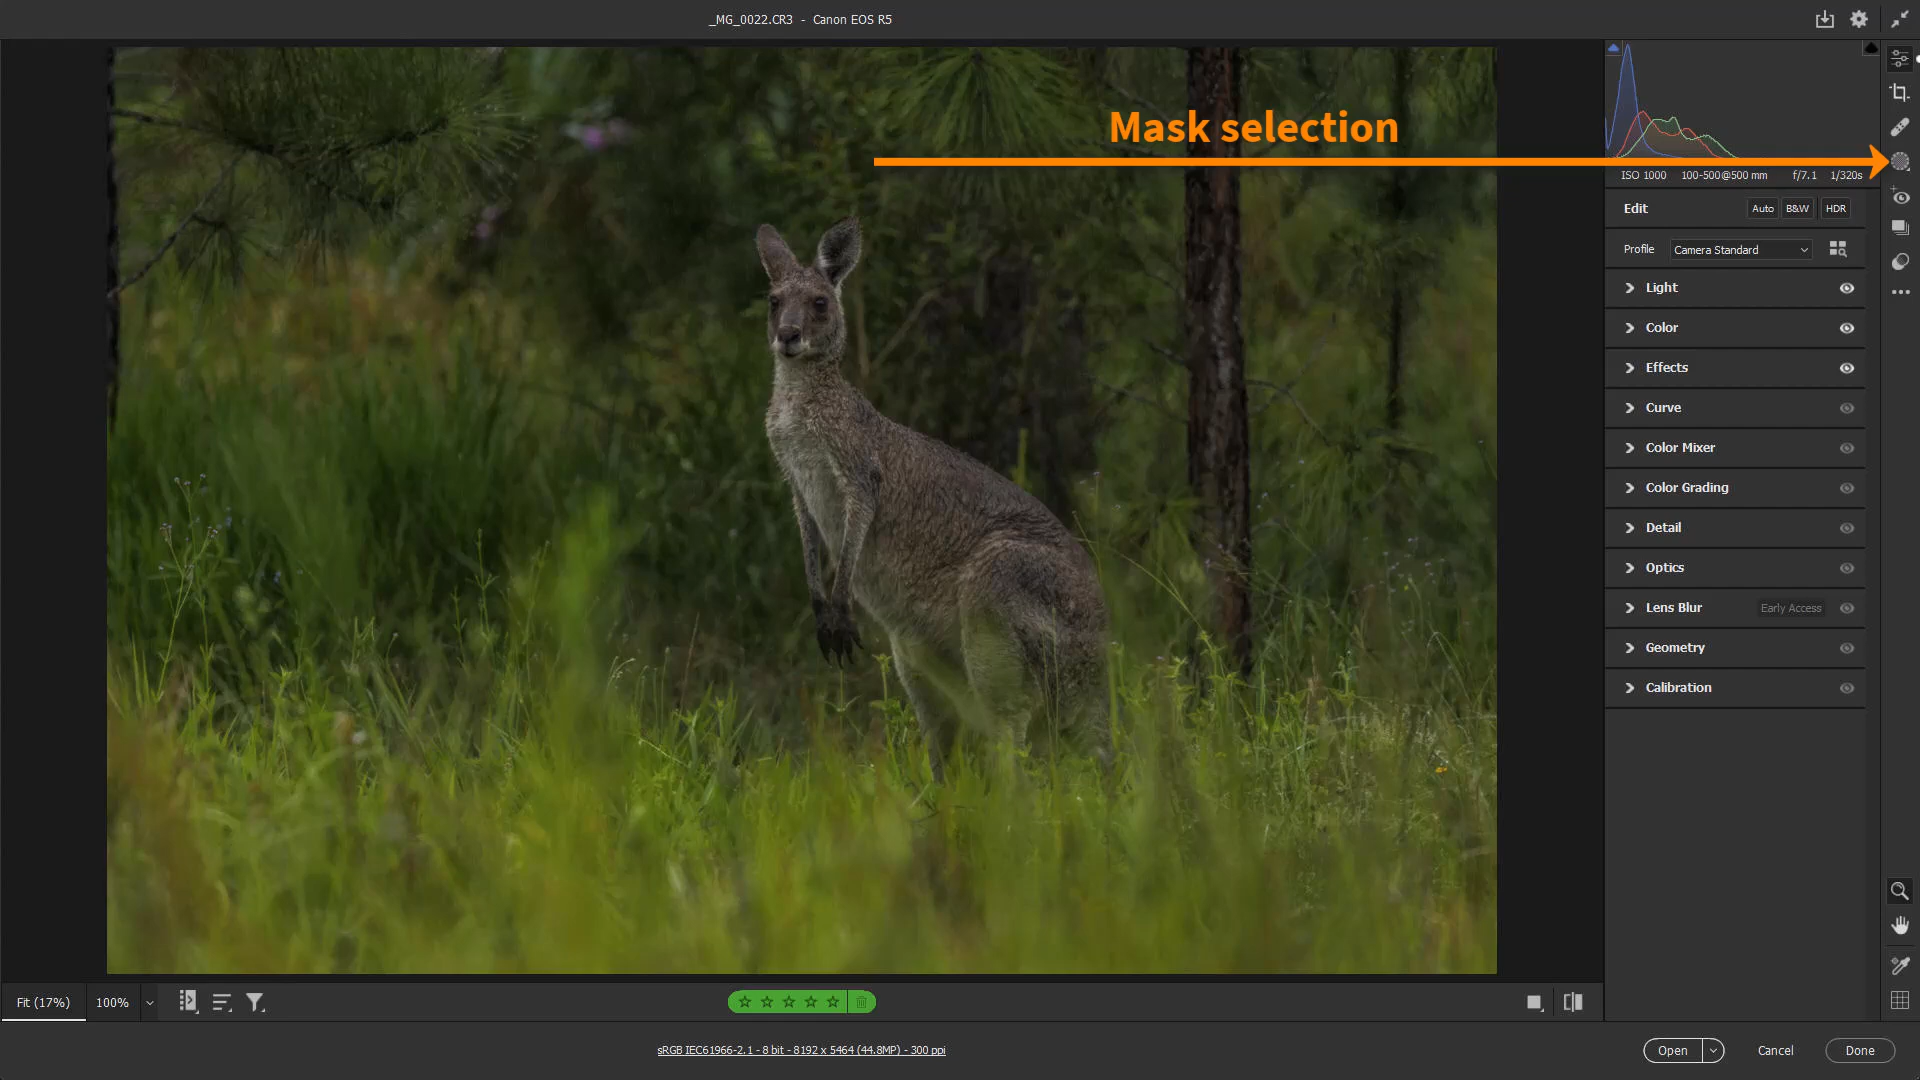 _MG_0022.CR3 - Canon EOS R5
Mask selection
ISO 1000 100-500@500 mm f/7.1 1/320s
Edit Auto B&W HDR
Profile Camera Standard
Light
Color
Effects
Curve
Color Mixer
Color Grading
Detail
Optics
Lens Blur Early Access
Geometry
Calibration
Fit (17%) 100%
sRGB IEC61966-2.1 - 8 bit - 8192 x 5464 (44.8MP) - 300 ppi
Open Cancel Done